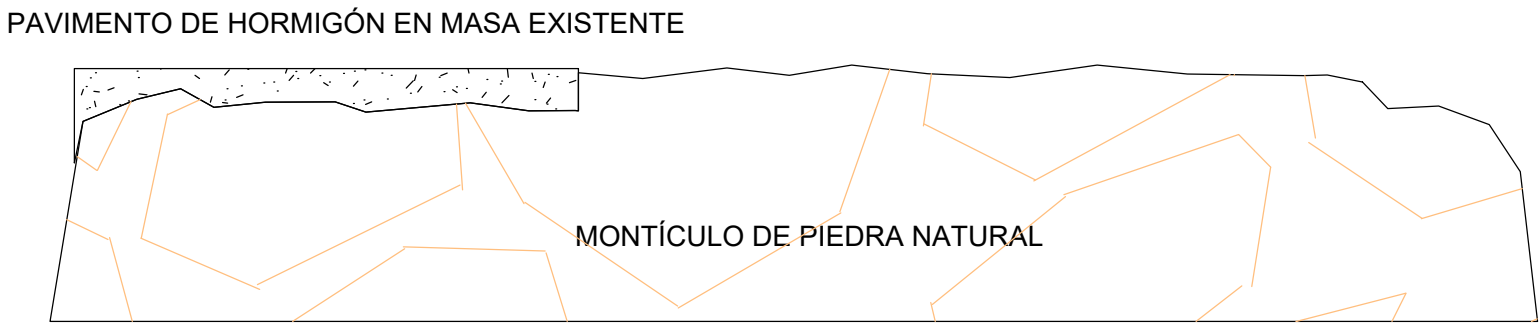 PAVIMENTO DE HORMIGÓN EN MASA EXISTENTE
MONTÍCULO DE PIEDRA NATURAL